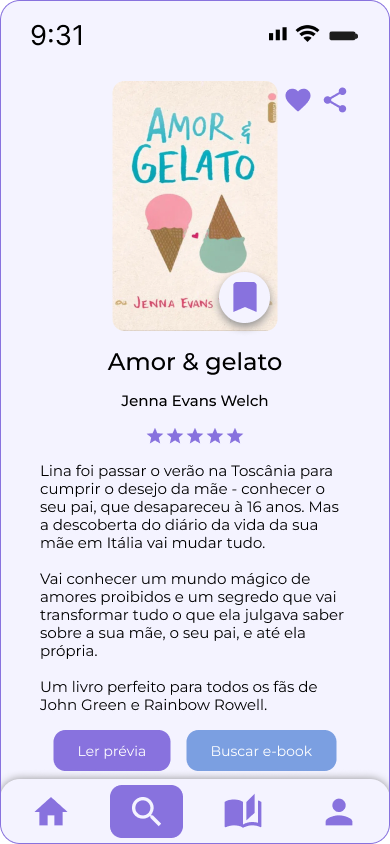 9:31
AMOR &
GELATO
JENNA EVANS
Amor & gelato
Jenna Evans Welch
Lina foi passar o verão na Toscânia para
cumprir o desejo da mãe - conhecer o
seu pai, que desapareceu à 16 anos. Mas
a descoberta do diário da vida da sua
mãe em Itália vai mudar tudo.
Vai conhecer um mundo mágico de
amores proibidos e um segredo que vai
transformar tudo o que ela julgava saber
sobre a sua mãe, o seu pai, e até ela
própria.
Um livro perfeito para todos os fãs de
John Green e Rainbow Rowell.
Ler prévia
Buscar e-book